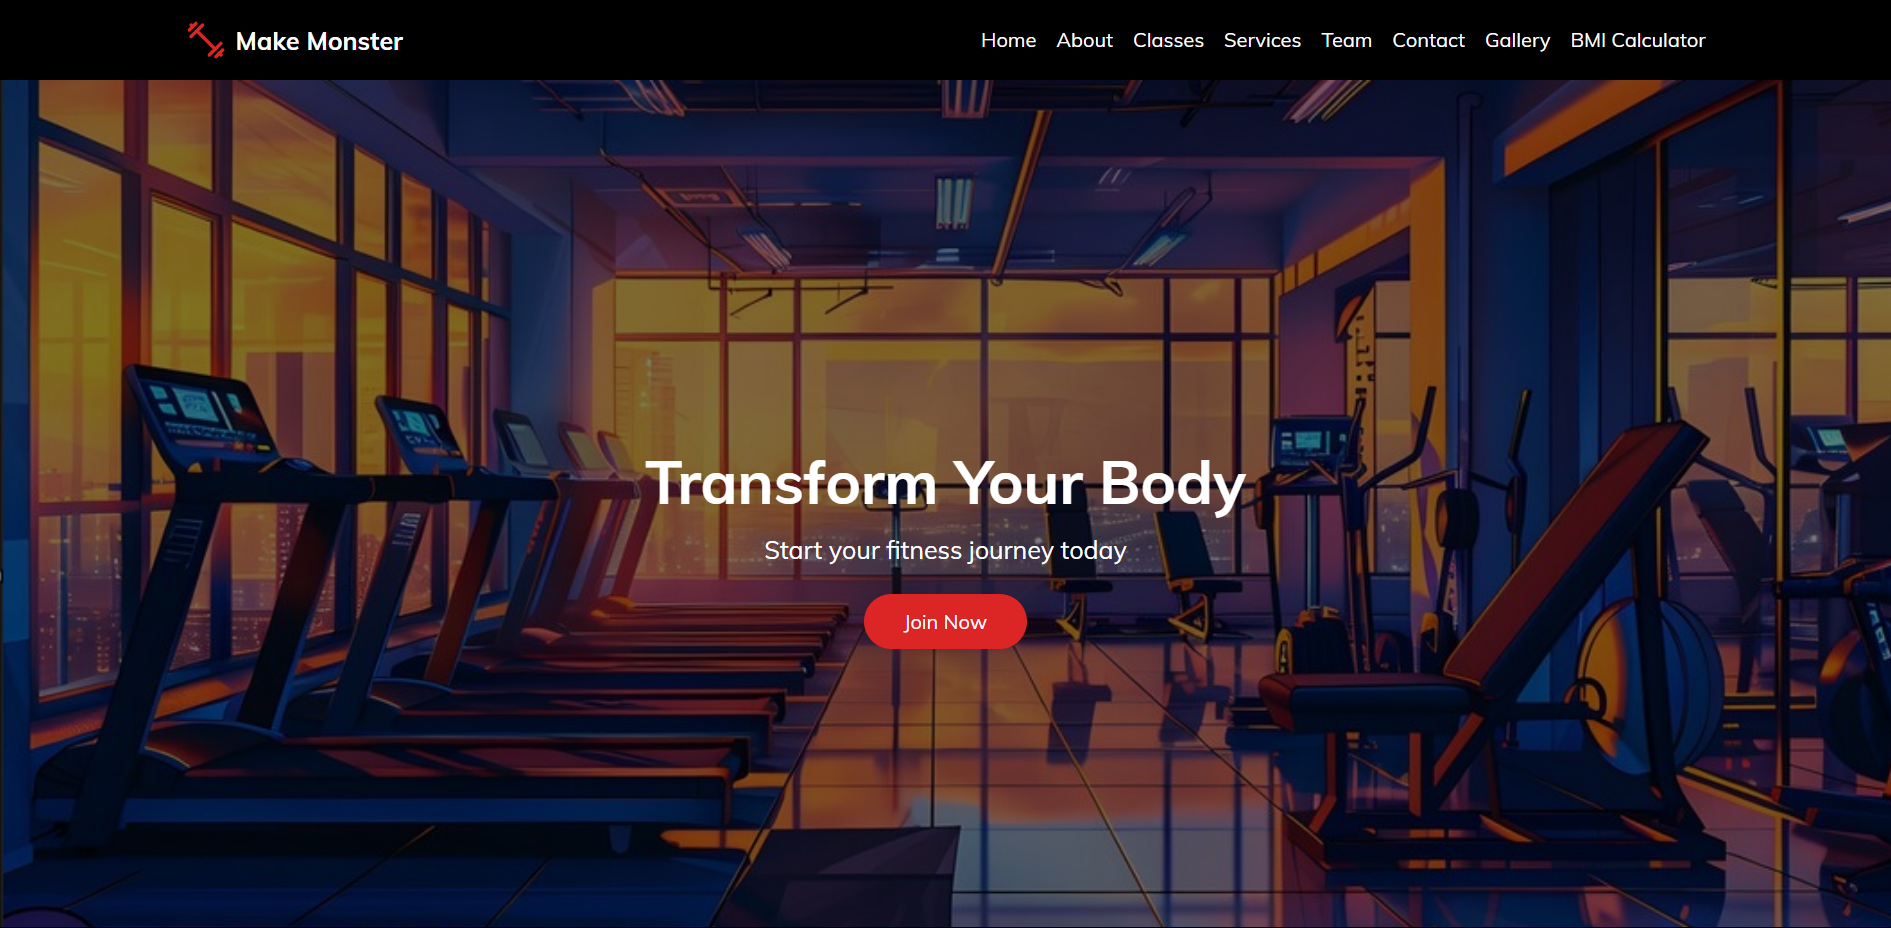 Make Monster
Home About Classes Services Team Contact Gallery BMI Calculator
Transform Your Body
Start your fitness journey today
Join Now